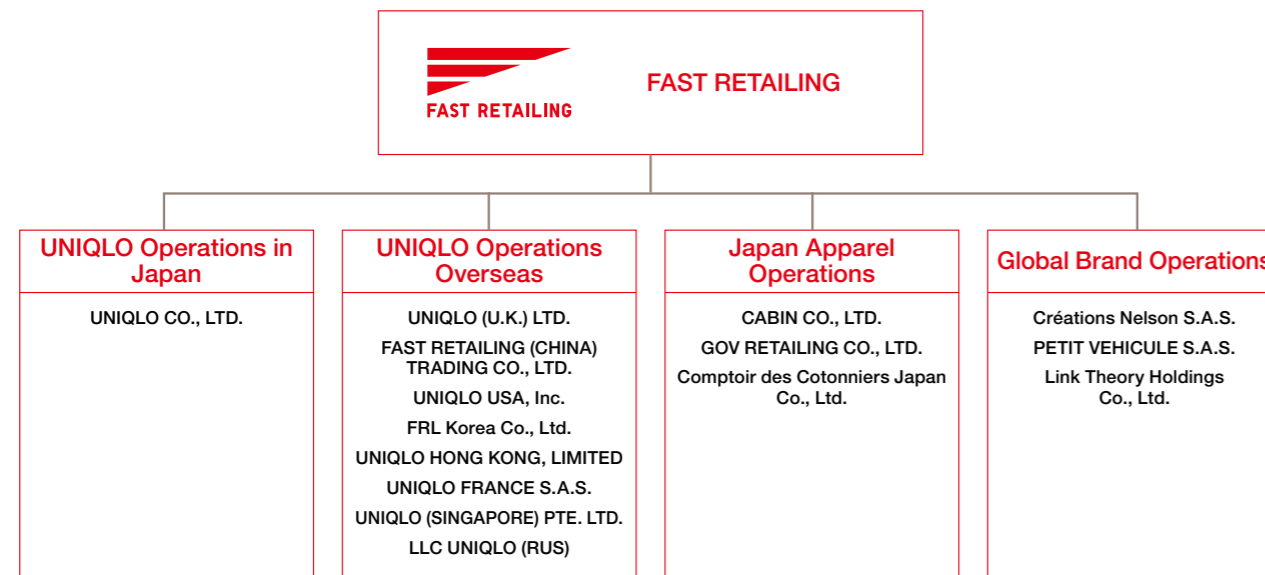 FAST RETAILING
FAST RETAILING
UNIQLO Operations in
Japan
UNIQLO CO., LTD.
UNIQLO Operations
Overseas
UNIQLO (U.K.) LTD.
FAST RETAILING (CHINA)
TRADING CO., LTD.
UNIQLO USA, Inc.
FRL Korea Co., Ltd.
UNIQLO HONG KONG, LIMITED
UNIQLO FRANCE S.A.S.
UNIQLO (SINGAPORE) PTE. LTD.
LLC UNIQLO (RUS)
Japan Apparel
Operations
CABIN CO., LTD.
GOV RETAILING CO., LTD.
Comptoir des Cotonniers Japan
Co., Ltd.
Global Brand Operations
Créations Nelson S.A.S.
PETIT VEHICULE S.A.S.
Link Theory Holdings
Co., Ltd.